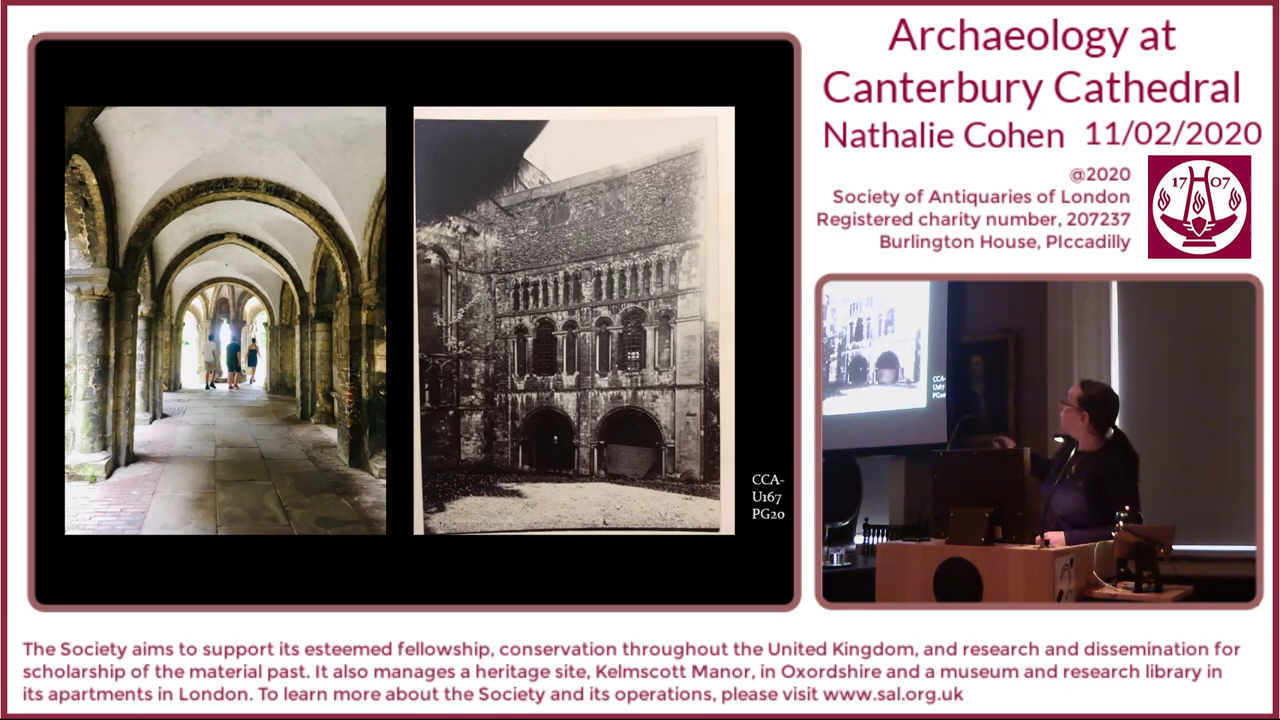 Archaeology at
Canterbury Cathedral
Nathalie Cohen 11/02/2020
@2020
Society of Antiquaries of London
Registered charity number, 207237
Burlington House, PIccadilly
17 07
CCA-
U167
PG20
CCA-
U167
PG20
The Society aims to support its esteemed fellowship, conservation throughout the United Kingdom, and research and dissemination for
scholarship of the material past. It also manages a heritage site, Kelmscott Manor, in Oxordshire and a museum and research library in
its apartments in London. To learn more about the Society and its operations, please visit www.sal.org.uk